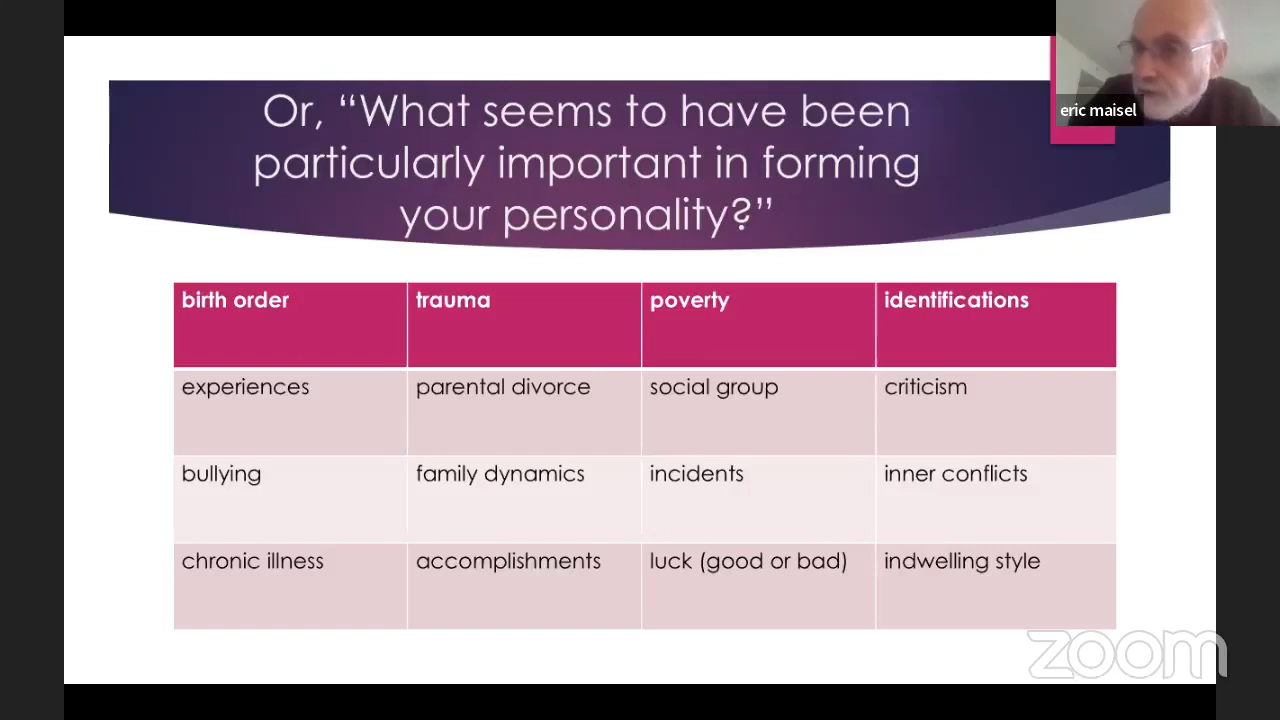 Or, “What seems to have been
particularly important in forming
your personality?”
eric maisel
birth order trauma poverty identifications
experiences parental divorce social group criticism
bullying family dynamics incidents inner conflicts
chronic illness accomplishments luck (good or bad) indwelling style
zoom